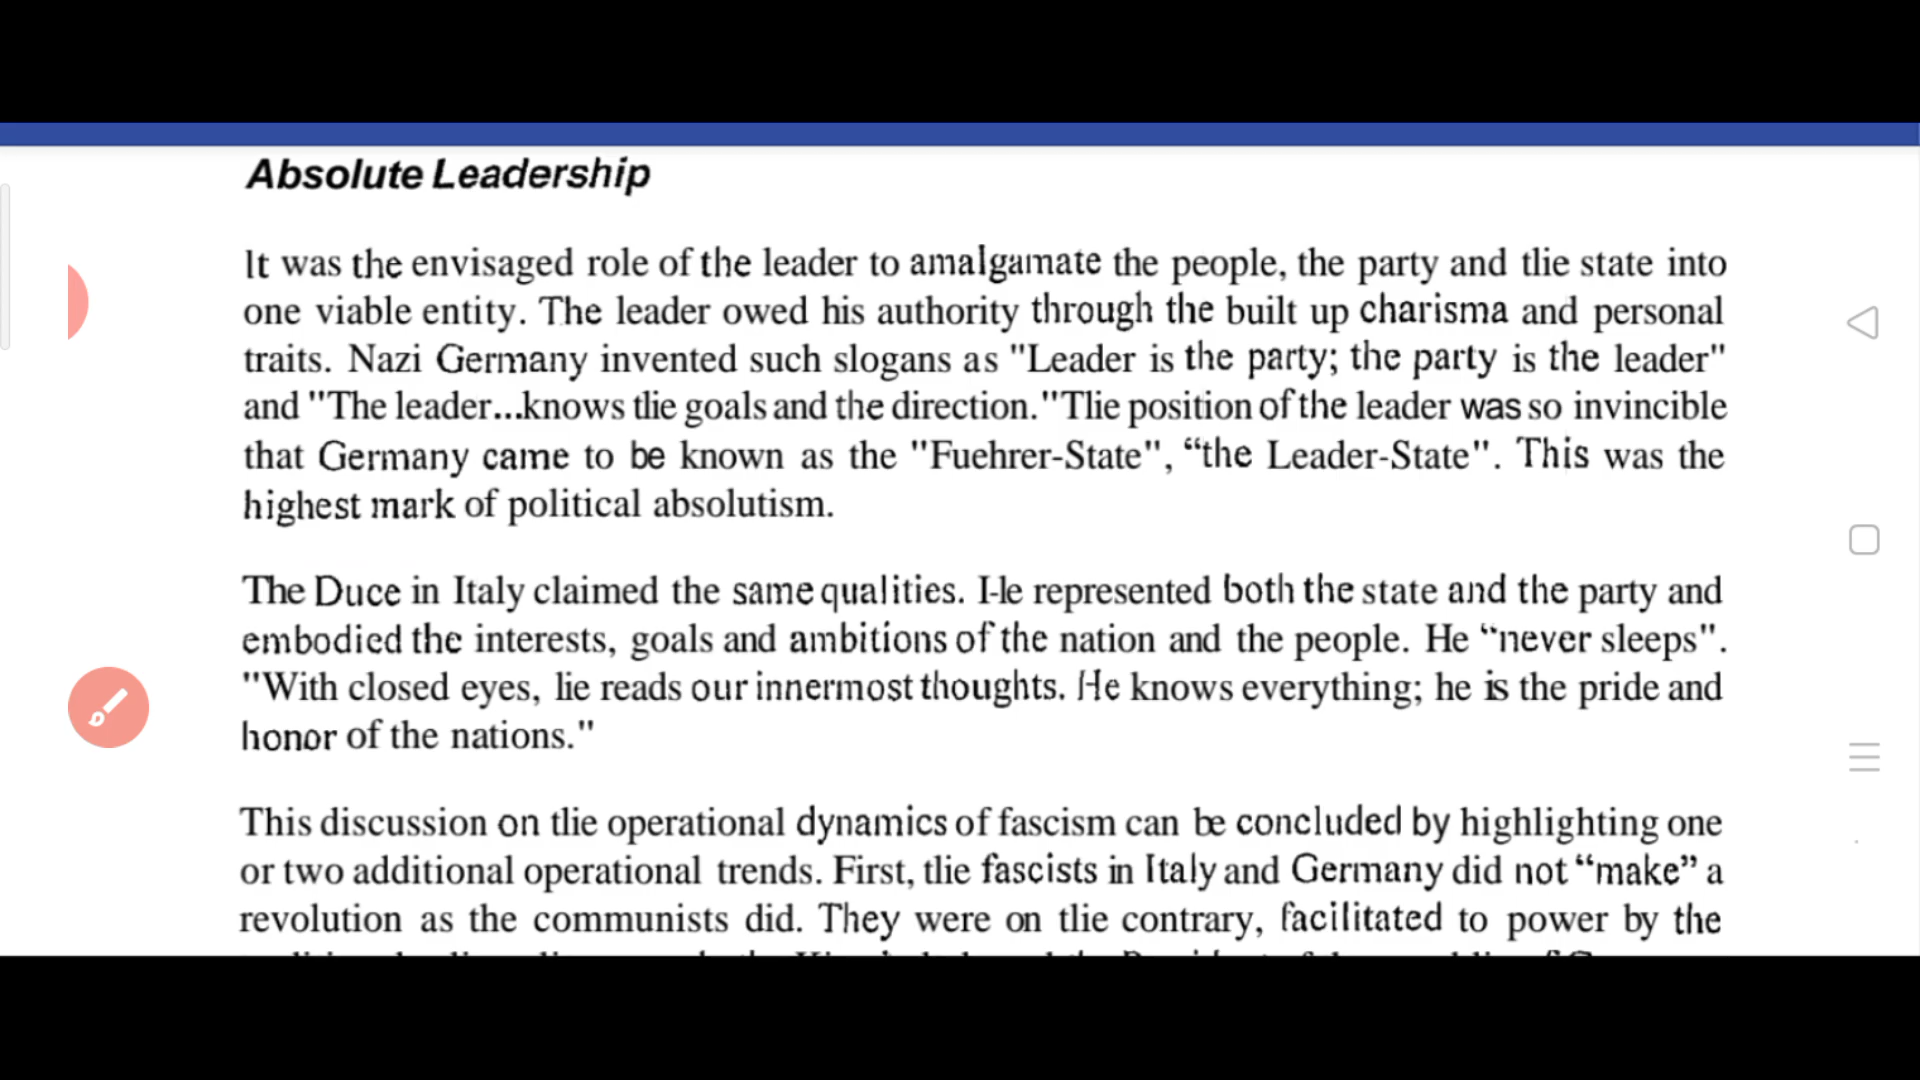 Absolute Leadership
It was the envisaged role of the leader to amalgamate the people, the party and tlie state into
one viable entity. The leader owed his authority through the built up charisma and personal
traits. Nazi Germany invented such slogans as "Leader is the party; the party is the leader"
and "The leader...knows tlie goals and the direction."Tlie position of the leader was so invincible
that Germany came to be known as the "Fuehrer-State", “the Leader-State". This was the
highest mark of political absolutism.
The Duce in Italy claimed the same qualities. I-Ie represented both the state and the party and
embodied the interests, goals and ambitions of the nation and the people. He “never sleeps".
"With closed eyes, lie reads our innermost thoughts. He knows everything; he is the pride and
honor of the nations."
This discussion on tlie operational dynamics of fascism can be concluded by highlighting one
or two additional operational trends. First, tlie fascists in Italy and Germany did not “make” a
revolution as the communists did. They were on tlie contrary, facilitated to power by the